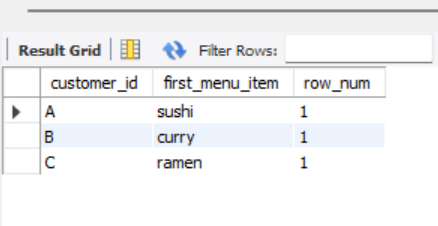 Result Grid Filter Rows:
customer_id first_menu_item row_num
A sushi 1
B curry 1
C ramen 1